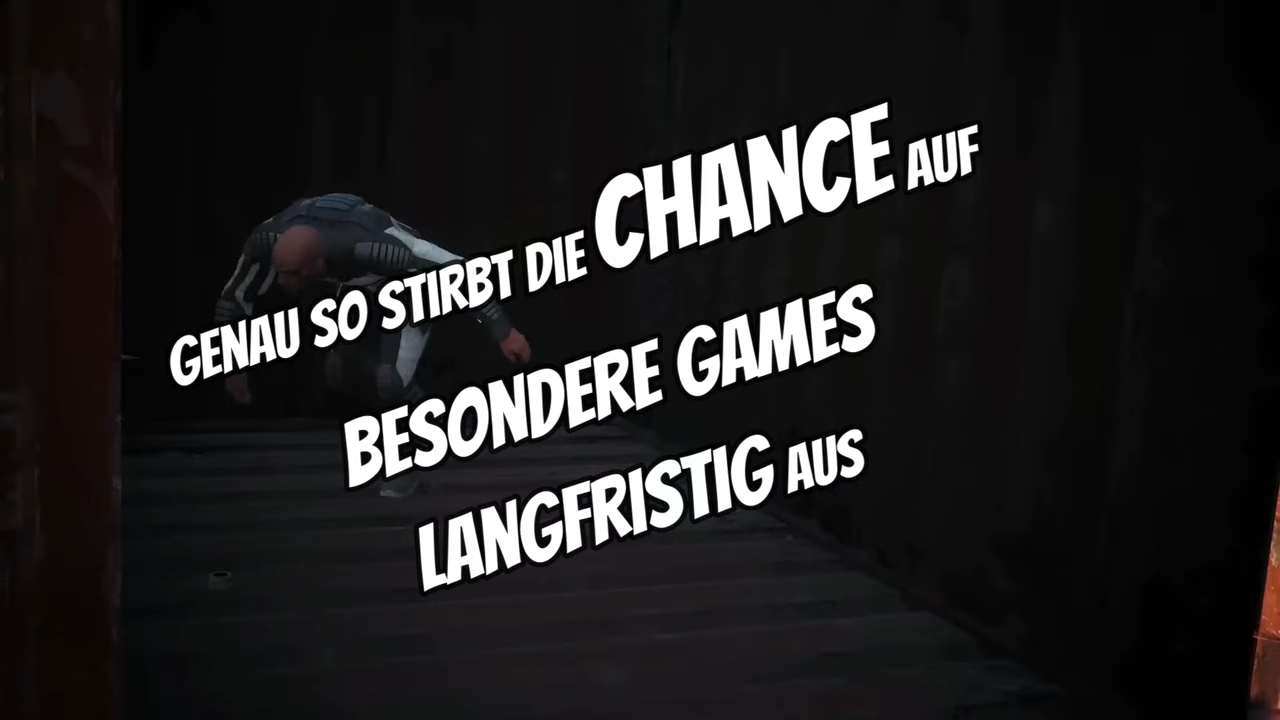 GENAU SO STIRBT DIE CHANCE AUF
BESONDERE GAMES
LANGFRISTIG AUS